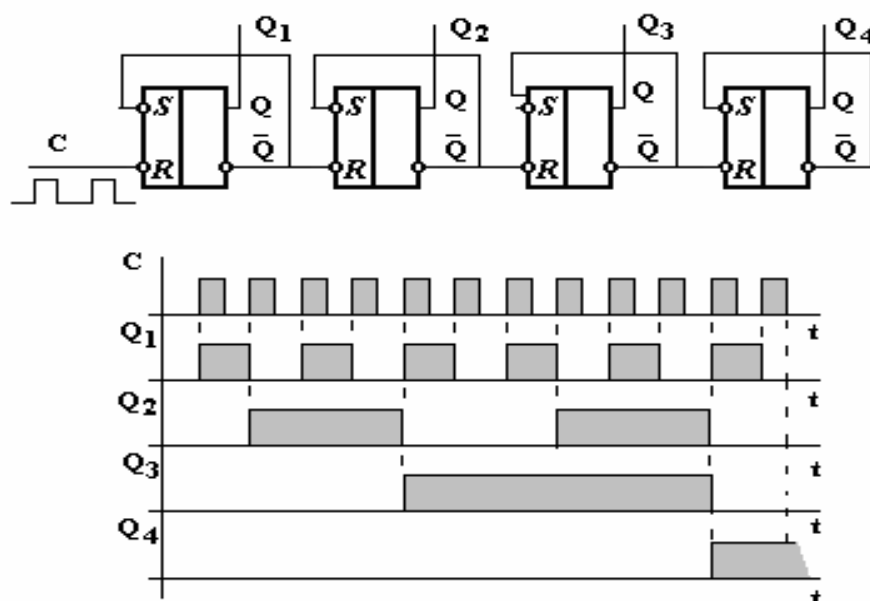 Q1 Q2 Q3 Q4
S Q S Q S Q S Q
C R Q̄ R Q̄ R Q̄ R Q̄
C
t
Q1
t
Q2
t
Q3
t
Q4
t